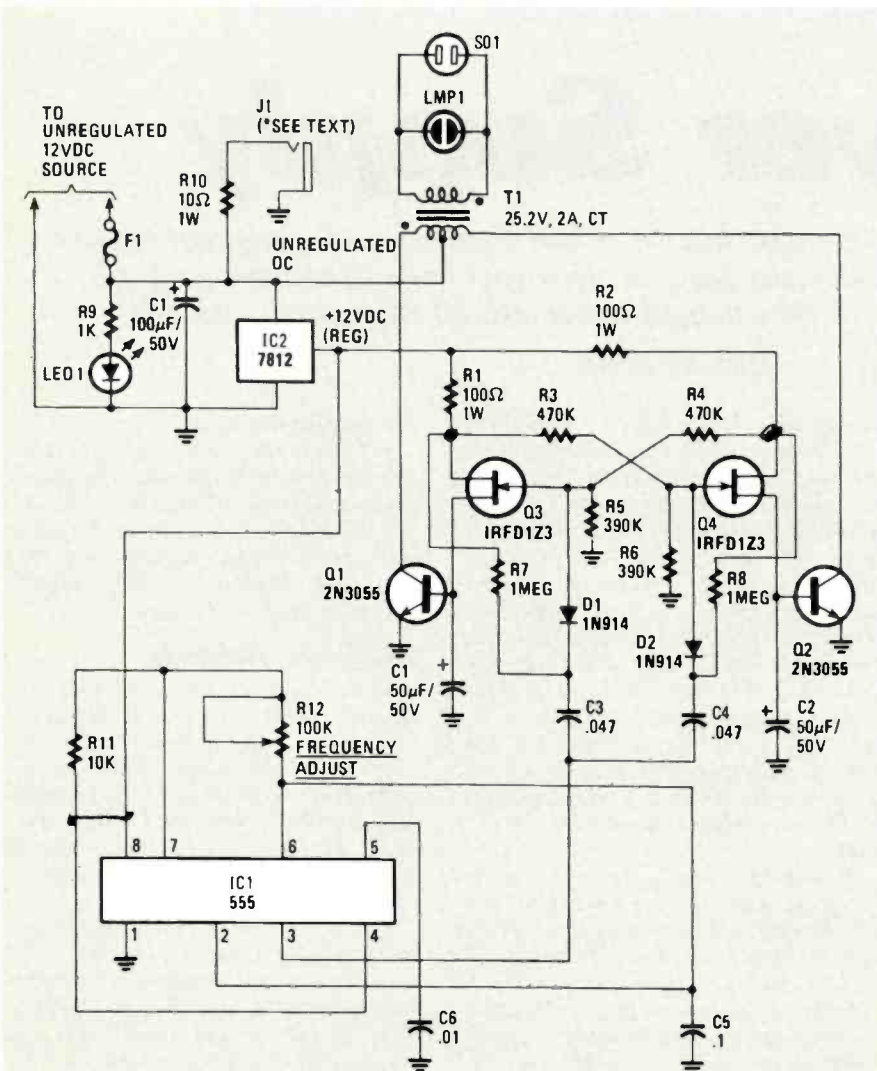 SO1
LMP1
TO
UNREGULATED
12VDC
SOURCE
J1
(*SEE TEXT)
R10
10Ω
1W
T1
25.2V, 2A, CT
F1
UNREGULATED
DC
R9
1K
C1
100µF/
50V
LED1
IC2
7812
+12VDC
(REG)
R2
100Ω
1W
R1
100Ω
1W
R3
470K
R4
470K
Q3
IRFD1Z3
R5
390K
Q4
IRFD1Z3
R6
390K
R7
1MEG
R8
1MEG
Q1
2N3055
D1
1N914
D2
1N914
Q2
2N3055
C1
50µF/
50V
C3
.047
C4
.047
C2
50µF/
50V
R11
10K
R12
100K
FREQUENCY
ADJUST
8 7 6 5
IC1
555
1 2 3 4
C6
.01
C5
.1